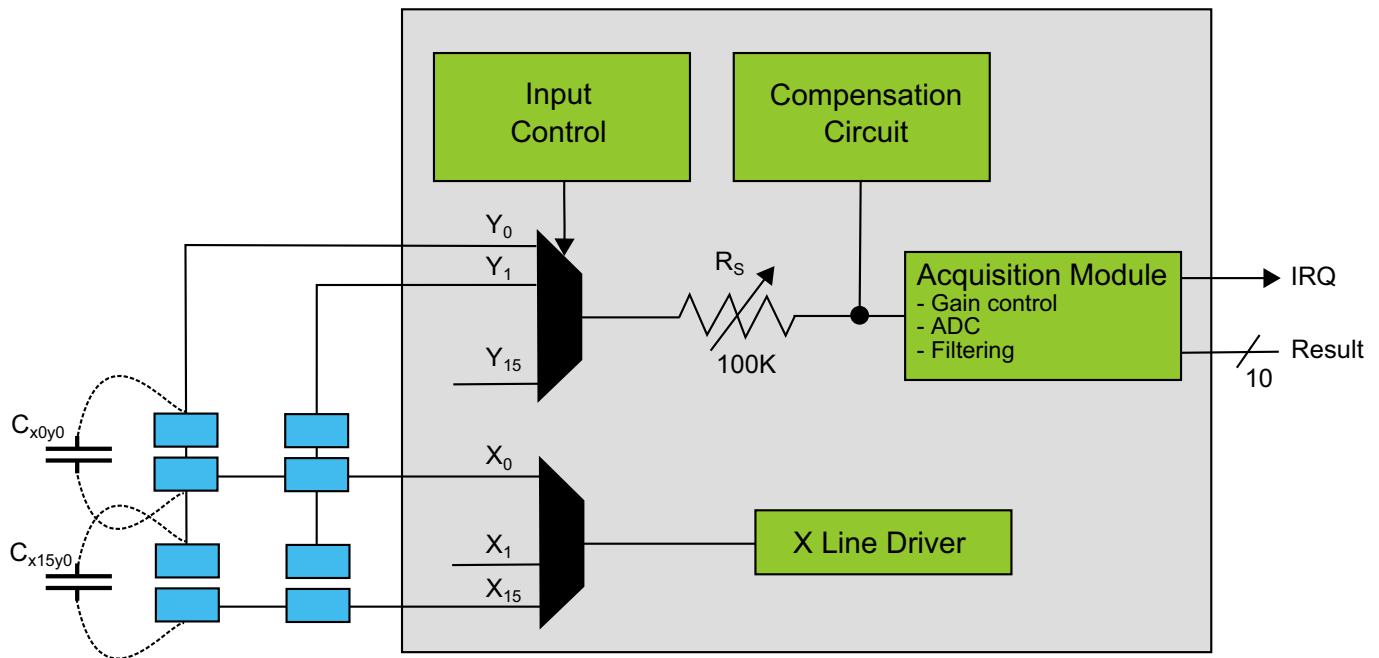 Input
Control
Compensation
Circuit
Y0
Y1
Y15
RS
100K
Acquisition Module
- Gain control
- ADC
- Filtering
IRQ
Result
10
Cx0y0
Cx15y0
X0
X1
X15
X Line Driver